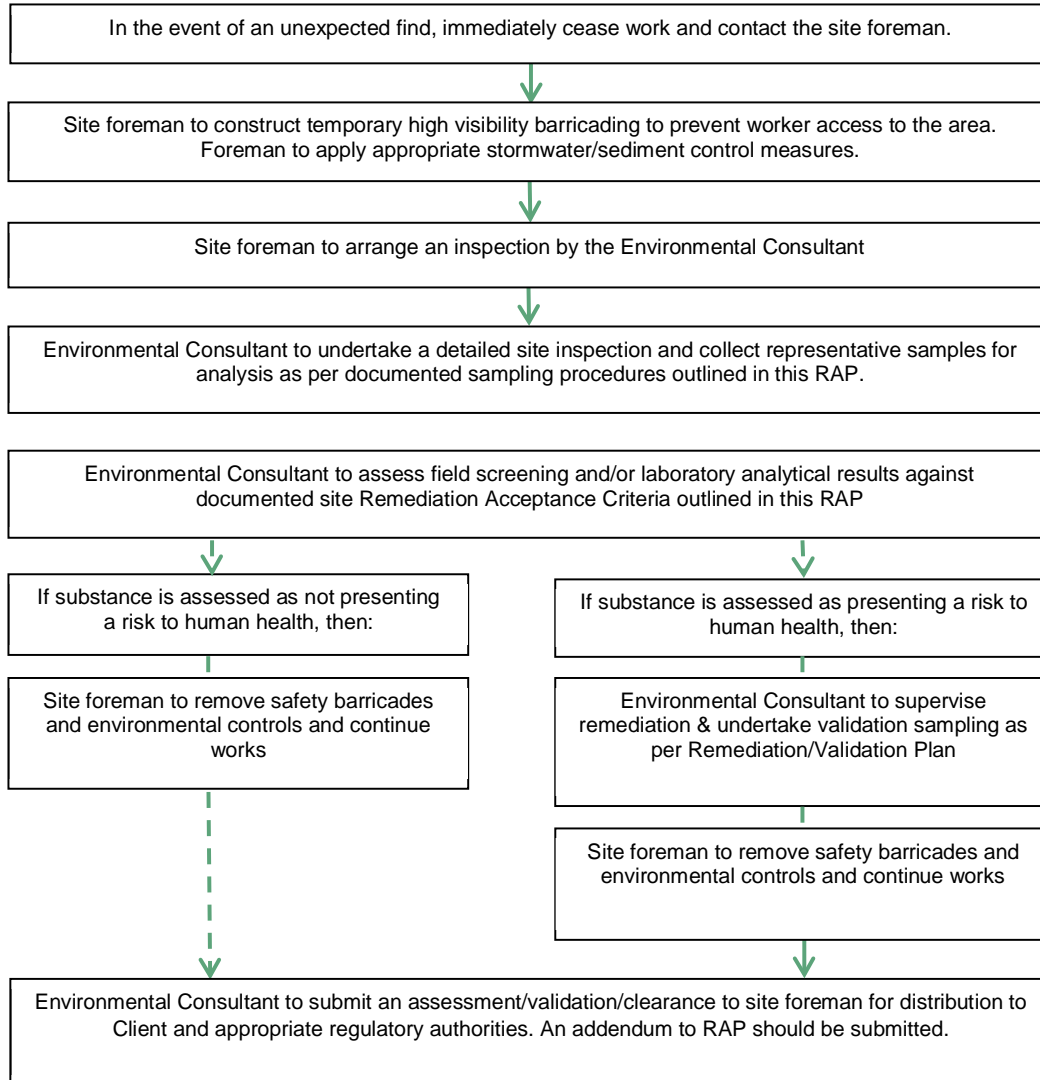 In the event of an unexpected find, immediately cease work and contact the site foreman.
Site foreman to construct temporary high visibility barricading to prevent worker access to the area.
Foreman to apply appropriate stormwater/sediment control measures.
Site foreman to arrange an inspection by the Environmental Consultant
Environmental Consultant to undertake a detailed site inspection and collect representative samples for
analysis as per documented sampling procedures outlined in this RAP.
Environmental Consultant to assess field screening and/or laboratory analytical results against
documented site Remediation Acceptance Criteria outlined in this RAP
If substance is assessed as not presenting
a risk to human health, then:
Site foreman to remove safety barricades
and environmental controls and continue
works
If substance is assessed as presenting a risk to
human health, then:
Environmental Consultant to supervise
remediation & undertake validation sampling as
per Remediation/Validation Plan
Site foreman to remove safety barricades and
environmental controls and continue works
Environmental Consultant to submit an assessment/validation/clearance to site foreman for distribution to
Client and appropriate regulatory authorities. An addendum to RAP should be submitted.